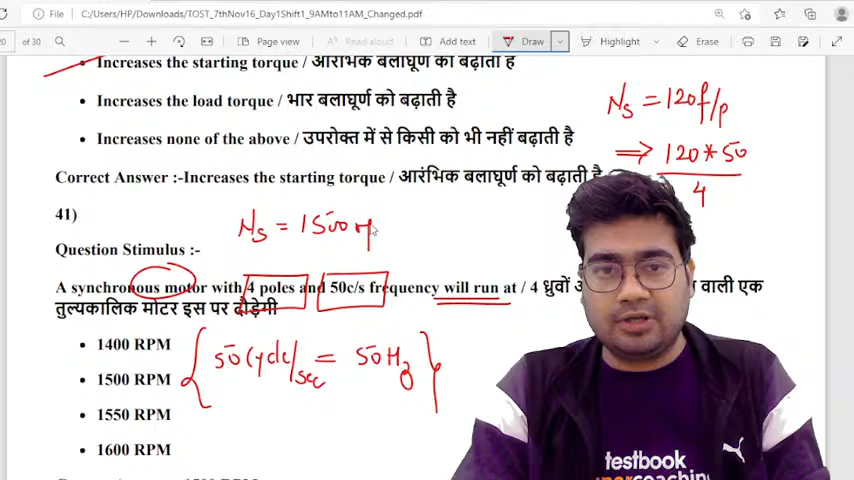 C:/Users/HP/Downloads/TOST_7thNov16_Day1Shift1_9AMto11AM_Changed.pdf
20 of 30
Page view
Read aloud
Add text
Draw
Highlight
Erase
• Increases the starting torque / आरंभिक बलाघूर्ण को बढ़ाती है
• Increases the load torque / भार बलाघूर्ण को बढ़ाती है
• Increases none of the above / उपरोक्त में से किसी को भी नहीं बढ़ाती है
Correct Answer :-Increases the starting torque / आरंभिक बलाघूर्ण को बढ़ाती है
Ns = 120f/p
⇒ 120*50
4
41)
Ns = 1500 rp
Question Stimulus :-
A synchronous motor with 4 poles and 50c/s frequency will run at / 4 ध्रुवों वाली एक
तुल्यकालिक मोटर इस पर दौड़ेगी
• 1400 RPM
• 1500 RPM
• 1550 RPM
• 1600 RPM
{50 Cycle/sec = 50Hz}
testbook
supercoaching